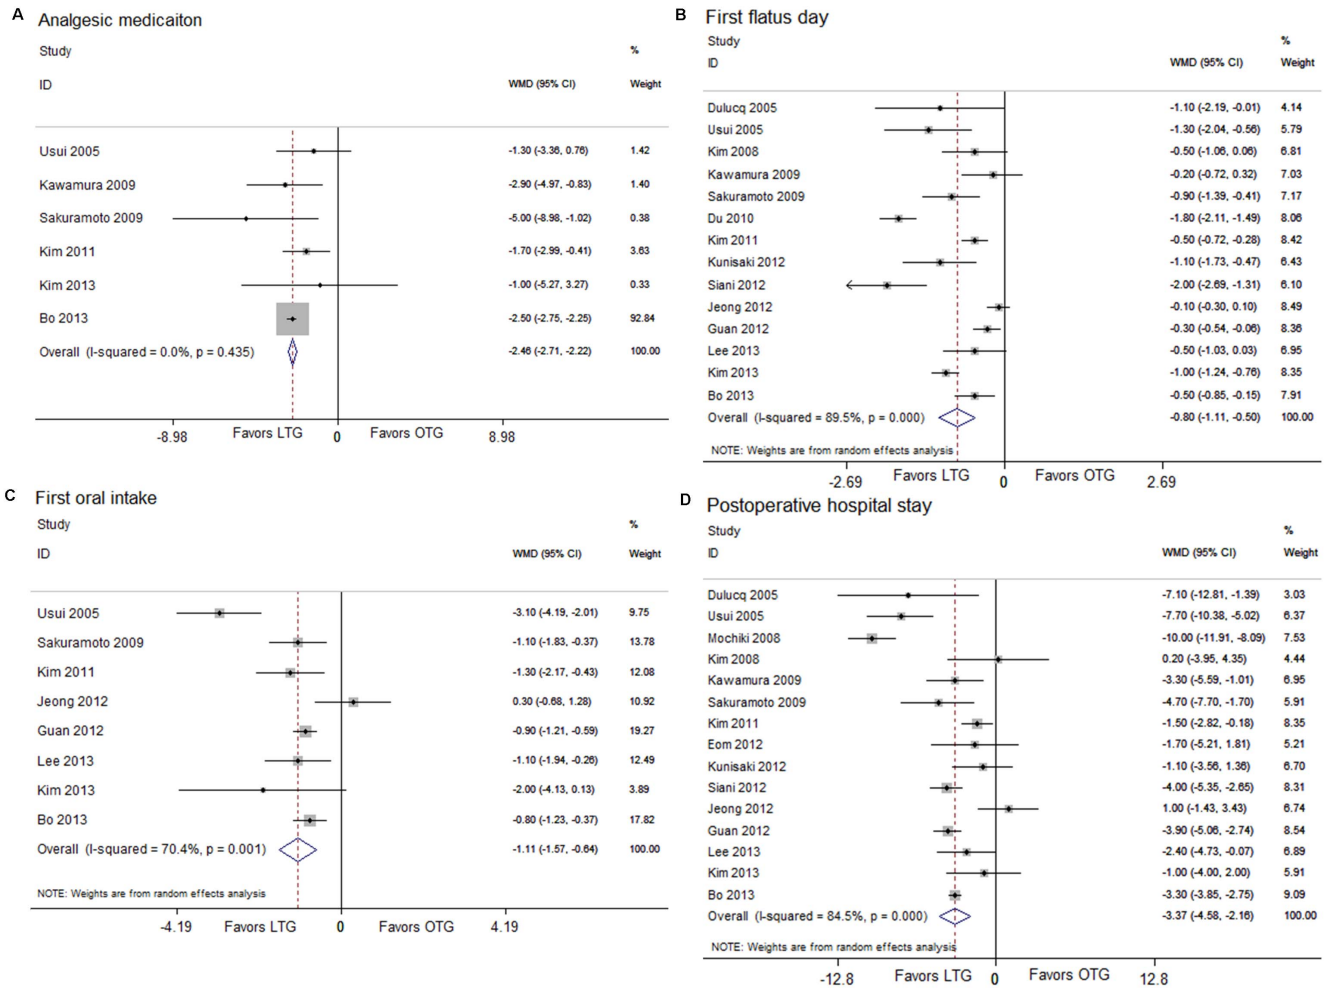 A
Analgesic medicaiton
Study %
ID WMD (95% CI) Weight
Usui 2005 -1.30 (-3.36, 0.76) 1.42
Kawamura 2009 -2.90 (-4.97, -0.83) 1.40
Sakuramoto 2009 -5.00 (-8.98, -1.02) 0.38
Kim 2011 -1.70 (-2.99, -0.41) 3.63
Kim 2013 -1.00 (-5.27, 3.27) 0.33
Bo 2013 -2.50 (-2.75, -2.25) 92.84
Overall (I-squared = 0.0%, p = 0.435) -2.46 (-2.71, -2.22) 100.00
-8.98 Favors LTG 0 Favors OTG 8.98
B
First flatus day
Study %
ID WMD (95% CI) Weight
Dulucq 2005 -1.10 (-2.19, -0.01) 4.14
Usui 2005 -1.30 (-2.04, -0.56) 5.79
Kim 2008 -0.50 (-1.06, 0.06) 6.81
Kawamura 2009 -0.20 (-0.72, 0.32) 7.03
Sakuramoto 2009 -0.90 (-1.39, -0.41) 7.17
Du 2010 -1.80 (-2.11, -1.49) 8.06
Kim 2011 -0.50 (-0.72, -0.28) 8.42
Kunisaki 2012 -1.10 (-1.73, -0.47) 6.43
Siani 2012 -2.00 (-2.69, -1.31) 6.10
Jeong 2012 -0.10 (-0.30, 0.10) 8.49
Guan 2012 -0.30 (-0.54, -0.06) 8.36
Lee 2013 -0.50 (-1.03, 0.03) 6.95
Kim 2013 -1.00 (-1.24, -0.76) 8.35
Bo 2013 -0.50 (-0.85, -0.15) 7.91
Overall (I-squared = 89.5%, p = 0.000) -0.80 (-1.11, -0.50) 100.00
NOTE: Weights are from random effects analysis
-2.69 Favors LTG 0 Favors OTG 2.69
C
First oral intake
Study %
ID WMD (95% CI) Weight
Usui 2005 -3.10 (-4.19, -2.01) 9.75
Sakuramoto 2009 -1.10 (-1.83, -0.37) 13.78
Kim 2011 -1.30 (-2.17, -0.43) 12.08
Jeong 2012 0.30 (-0.68, 1.28) 10.92
Guan 2012 -0.90 (-1.21, -0.59) 19.27
Lee 2013 -1.10 (-1.94, -0.26) 12.49
Kim 2013 -2.00 (-4.13, 0.13) 3.89
Bo 2013 -0.80 (-1.23, -0.37) 17.82
Overall (I-squared = 70.4%, p = 0.001) -1.11 (-1.57, -0.64) 100.00
NOTE: Weights are from random effects analysis
-4.19 Favors LTG 0 Favors OTG 4.19
D
Postoperative hospital stay
Study %
ID WMD (95% CI) Weight
Dulucq 2005 -7.10 (-12.81, -1.39) 3.03
Usui 2005 -7.70 (-10.38, -5.02) 6.37
Mochiki 2008 -10.00 (-11.91, -8.09) 7.53
Kim 2008 0.20 (-3.95, 4.35) 4.44
Kawamura 2009 -3.30 (-5.59, -1.01) 6.95
Sakuramoto 2009 -4.70 (-7.70, -1.70) 5.91
Kim 2011 -1.50 (-2.82, -0.18) 8.35
Eom 2012 -1.70 (-5.21, 1.81) 5.21
Kunisaki 2012 -1.10 (-3.56, 1.36) 6.70
Siani 2012 -4.00 (-5.35, -2.65) 8.31
Jeong 2012 1.00 (-1.43, 3.43) 6.74
Guan 2012 -3.90 (-5.06, -2.74) 8.54
Lee 2013 -2.40 (-4.73, -0.07) 6.89
Kim 2013 -1.00 (-4.00, 2.00) 5.91
Bo 2013 -3.30 (-3.85, -2.75) 9.09
Overall (I-squared = 84.5%, p = 0.000) -3.37 (-4.58, -2.16) 100.00
NOTE: Weights are from random effects analysis
-12.8 Favors LTG 0 Favors OTG 12.8